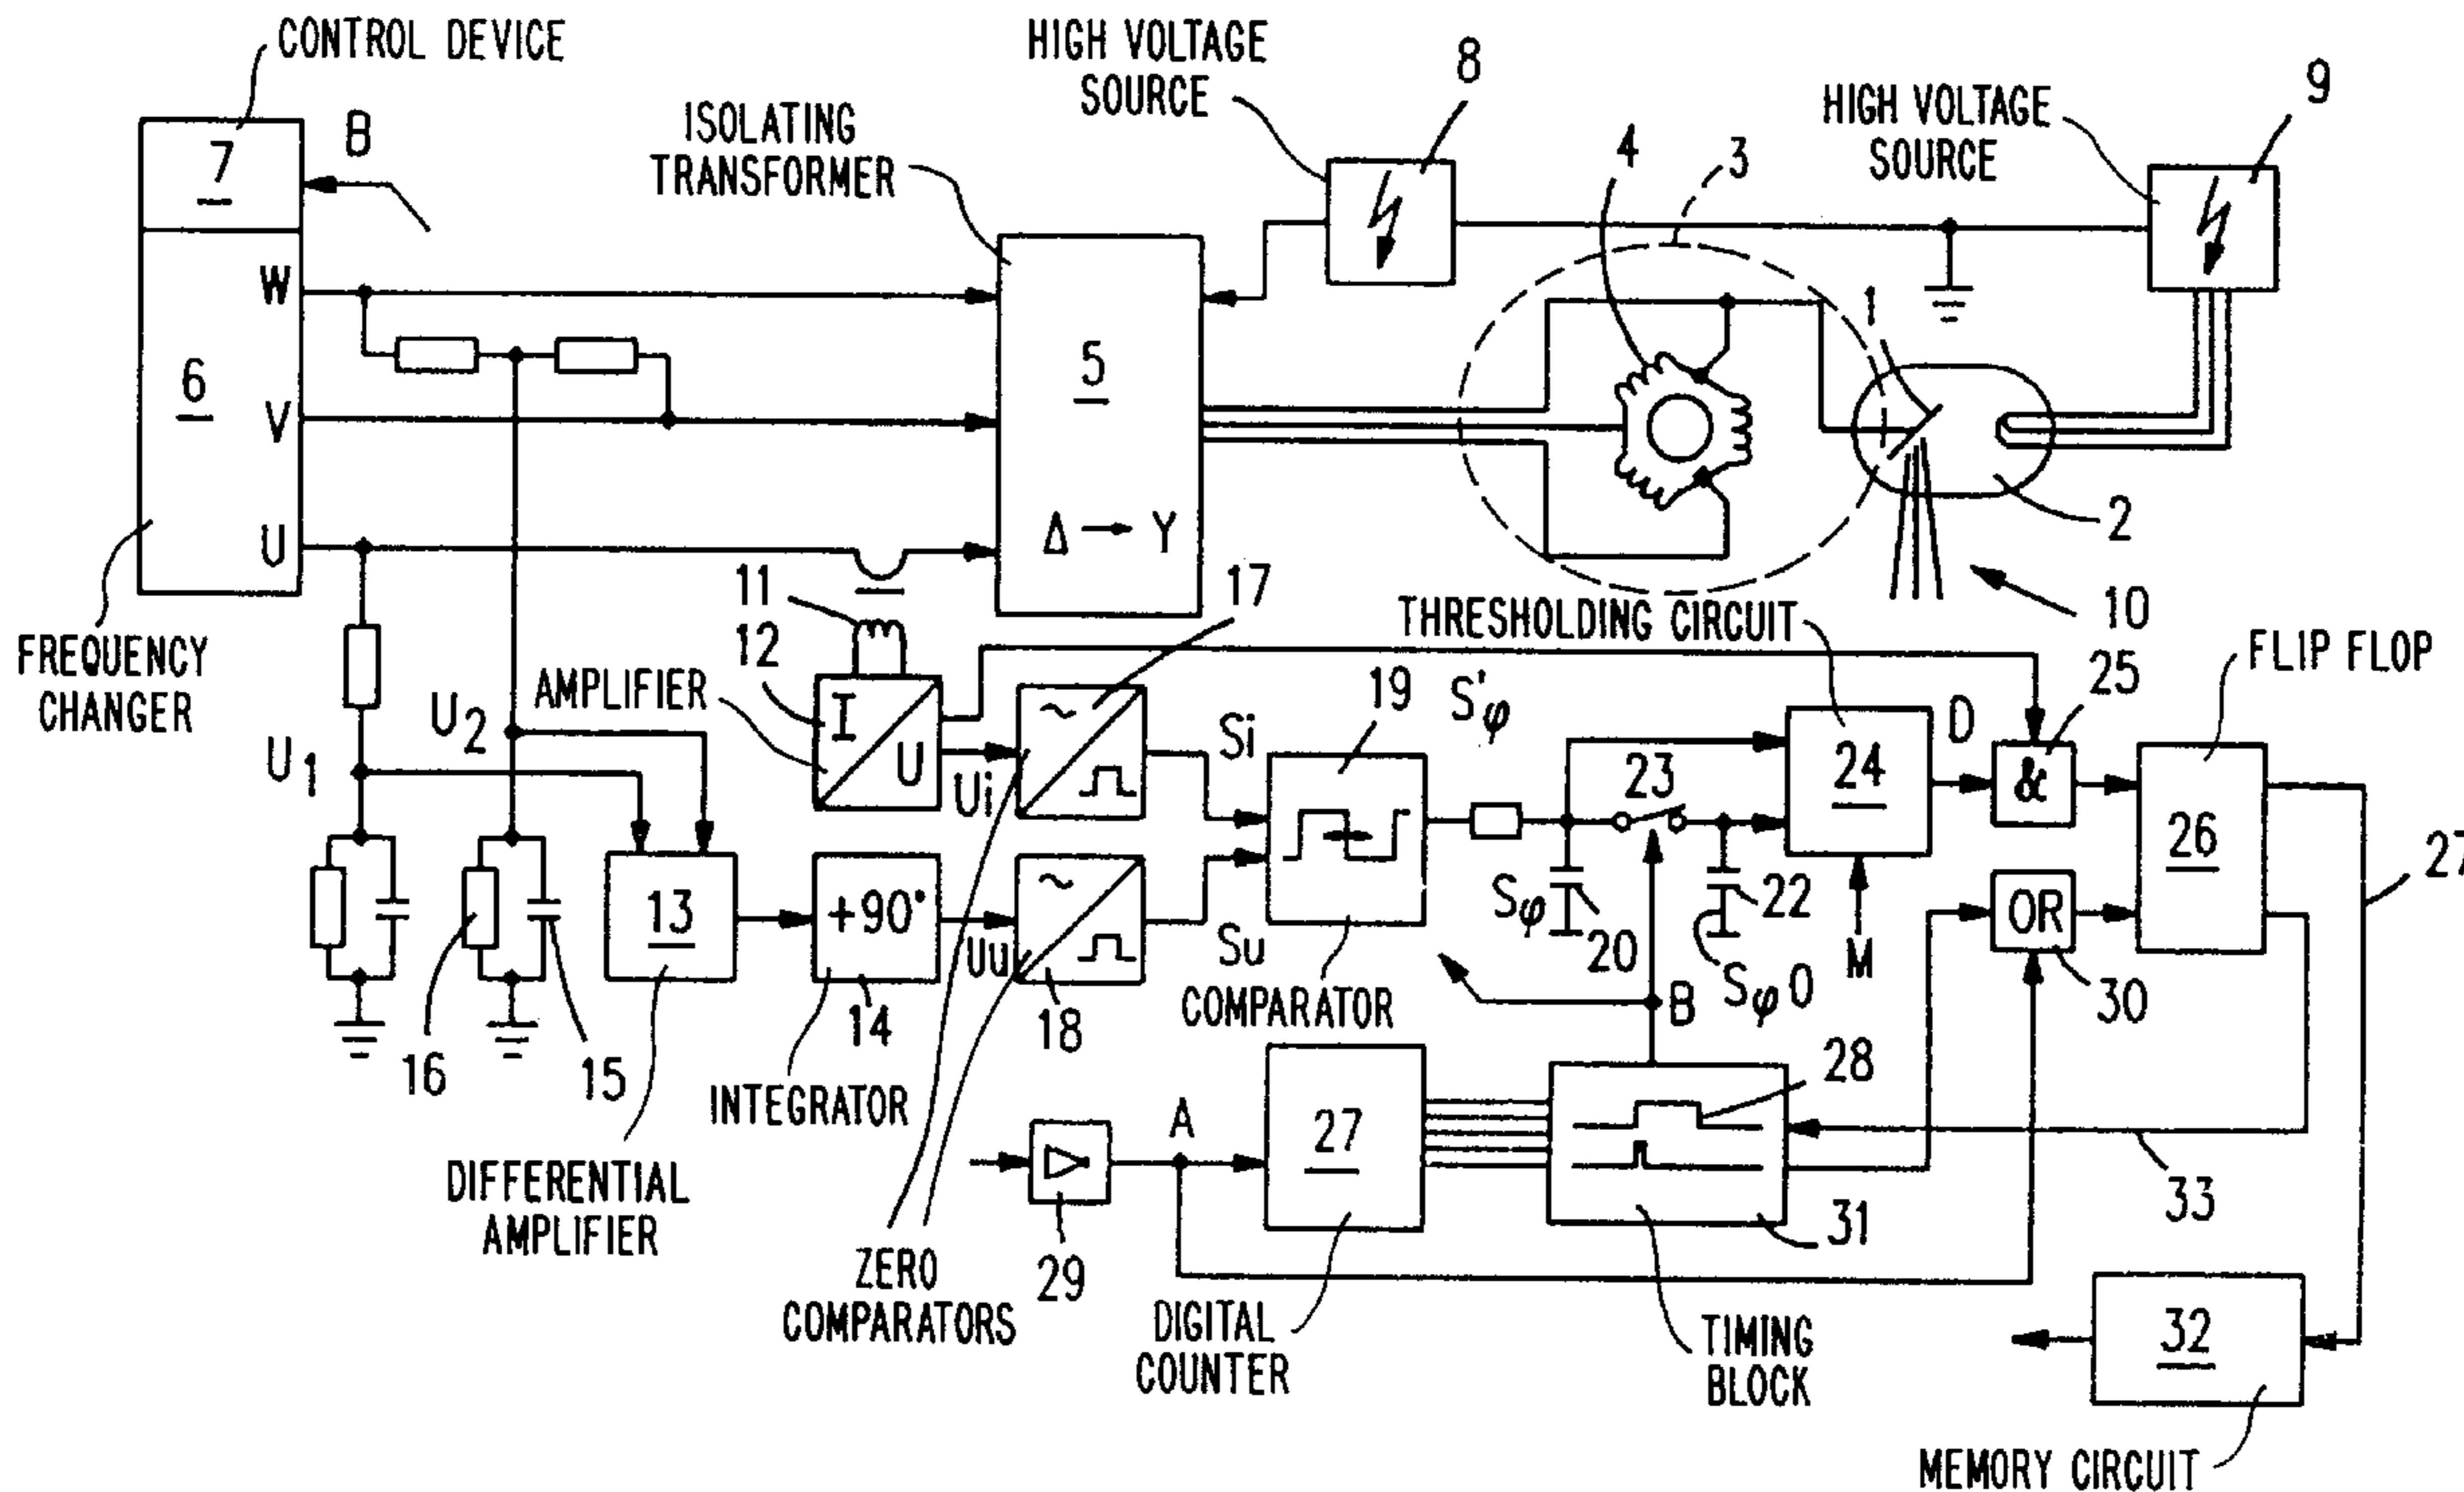 CONTROL DEVICE
7
B
HIGH VOLTAGE
SOURCE
8
HIGH VOLTAGE
SOURCE
9
ISOLATING
TRANSFORMER
4
3
W
6
V
U
5
Δ → Y
1
2
10
FREQUENCY
CHANGER
11
12
17
THRESHOLDING CIRCUIT
FLIP FLOP
AMPLIFIER
I
U
Ui
Si
19
S'φ
23
24
D
25
&
26
27
U1
U2
13
+90°
14
Uu
18
Su
COMPARATOR
Sφ
20
22
Sφ0
M
OR
30
16
15
B
INTEGRATOR
DIFFERENTIAL
AMPLIFIER
ZERO
COMPARATORS
29
A
27
28
31
33
DIGITAL
COUNTER
TIMING
BLOCK
32
MEMORY CIRCUIT